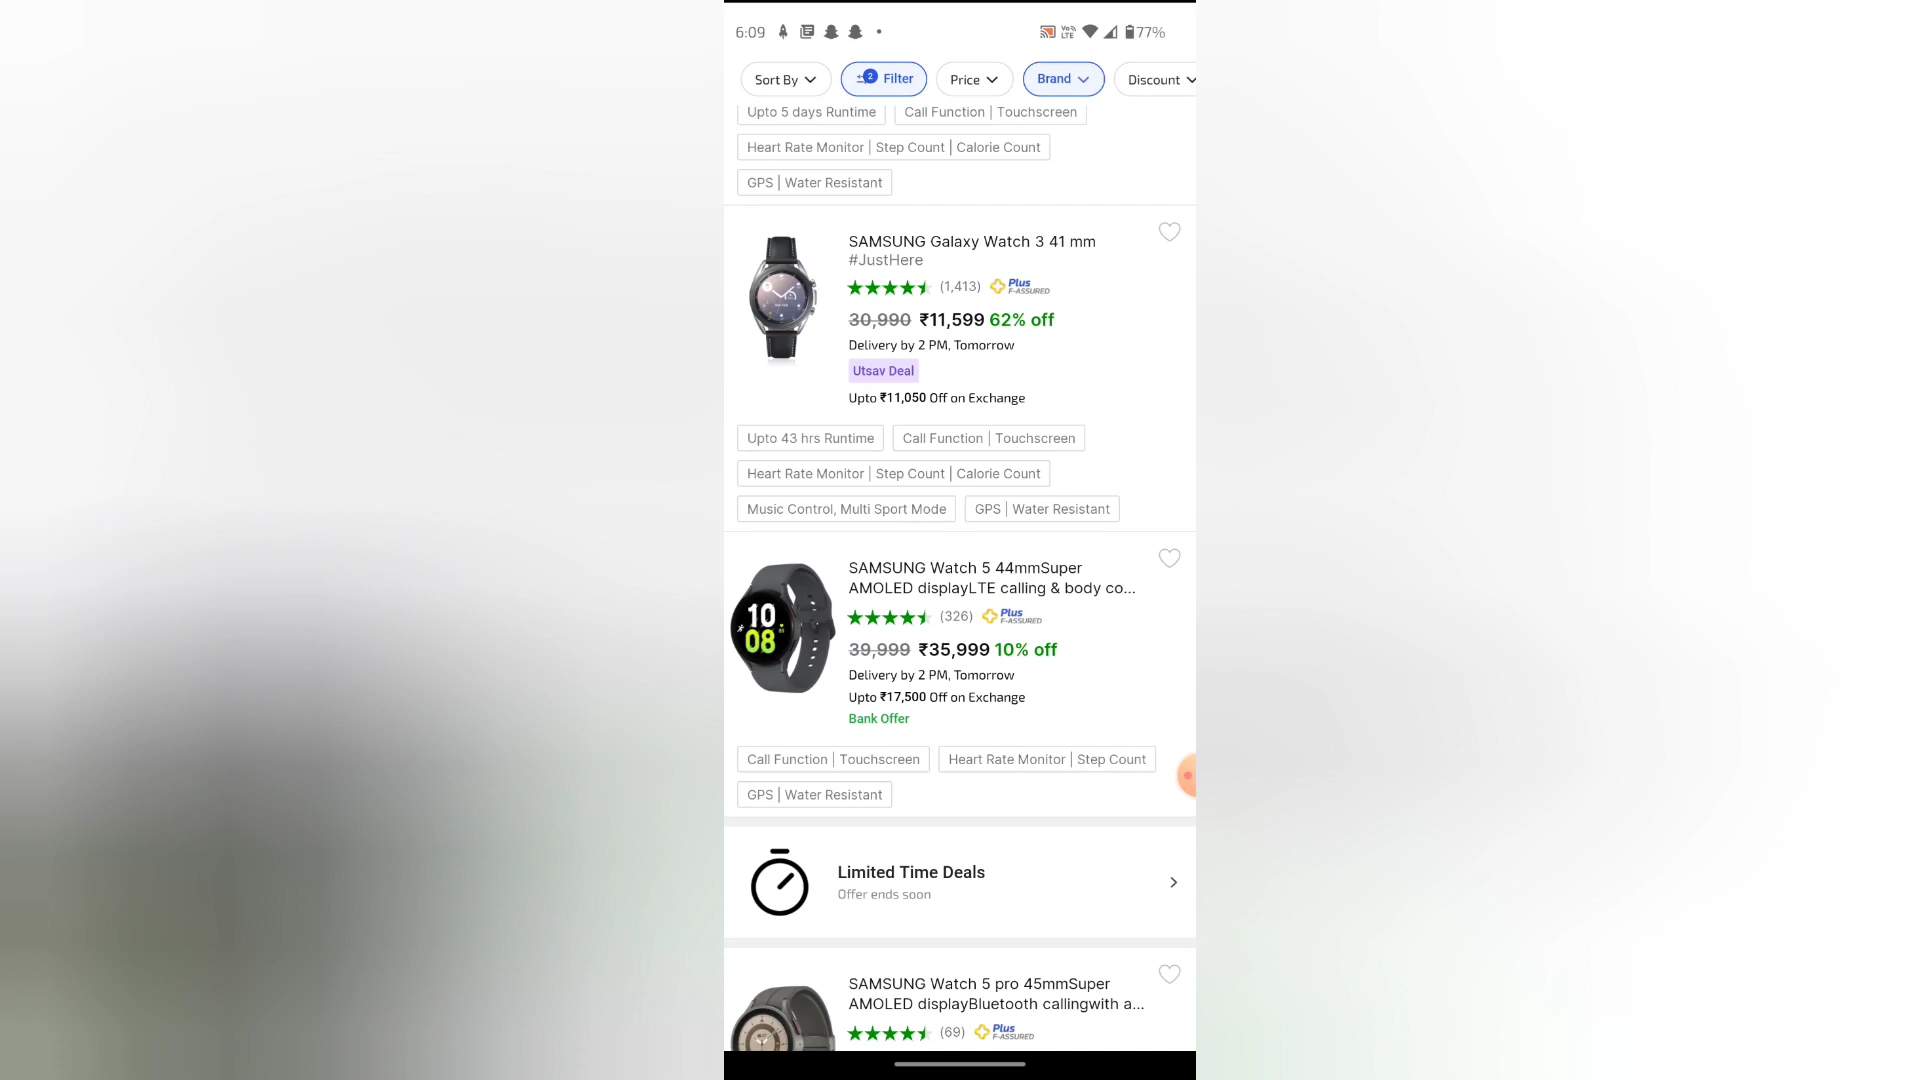 6:09
Vo
LTE
77%
Sort By
2
Filter
Price
Brand
Discount
Upto 5 days Runtime
Call Function | Touchscreen
Heart Rate Monitor | Step Count | Calorie Count
GPS | Water Resistant
SAMSUNG Galaxy Watch 3 41 mm
#JustHere
(1,413)
Plus
F-ASSURED
30,990 ₹11,599 62% off
Delivery by 2 PM, Tomorrow
Utsav Deal
Upto ₹11,050 Off on Exchange
Upto 43 hrs Runtime
Call Function | Touchscreen
Heart Rate Monitor | Step Count | Calorie Count
Music Control, Multi Sport Mode
GPS | Water Resistant
10
08
SAMSUNG Watch 5 44mmSuper
AMOLED displayLTE calling & body co...
(326)
Plus
F-ASSURED
39,999 ₹35,999 10% off
Delivery by 2 PM, Tomorrow
Upto ₹17,500 Off on Exchange
Bank Offer
Call Function | Touchscreen
Heart Rate Monitor | Step Count
GPS | Water Resistant
Limited Time Deals
Offer ends soon
SAMSUNG Watch 5 pro 45mmSuper
AMOLED displayBluetooth callingwith a...
(69)
Plus
F-ASSURED